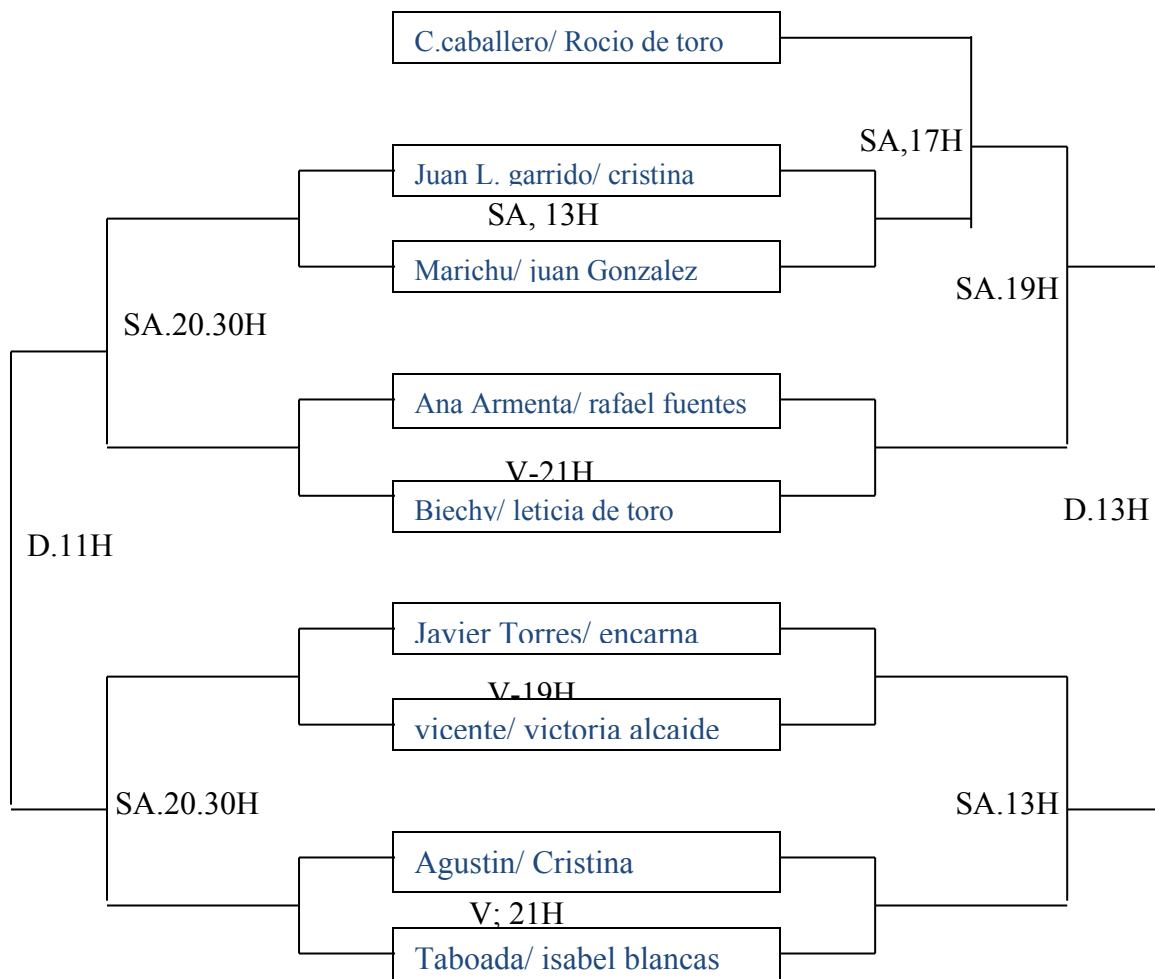 C.caballero/ Rocio de toro
SA,17H
Juan L. garrido/ cristina
SA, 13H
Marichu/ juan Gonzalez
SA.19H
SA.20.30H
Ana Armenta/ rafael fuentes
V-21H
Biechy/ leticia de toro
D.11H
D.13H
Javier Torres/ encarna
V-19H
vicente/ victoria alcaide
SA.20.30H
SA.13H
Agustin/ Cristina
V; 21H
Taboada/ isabel blancas